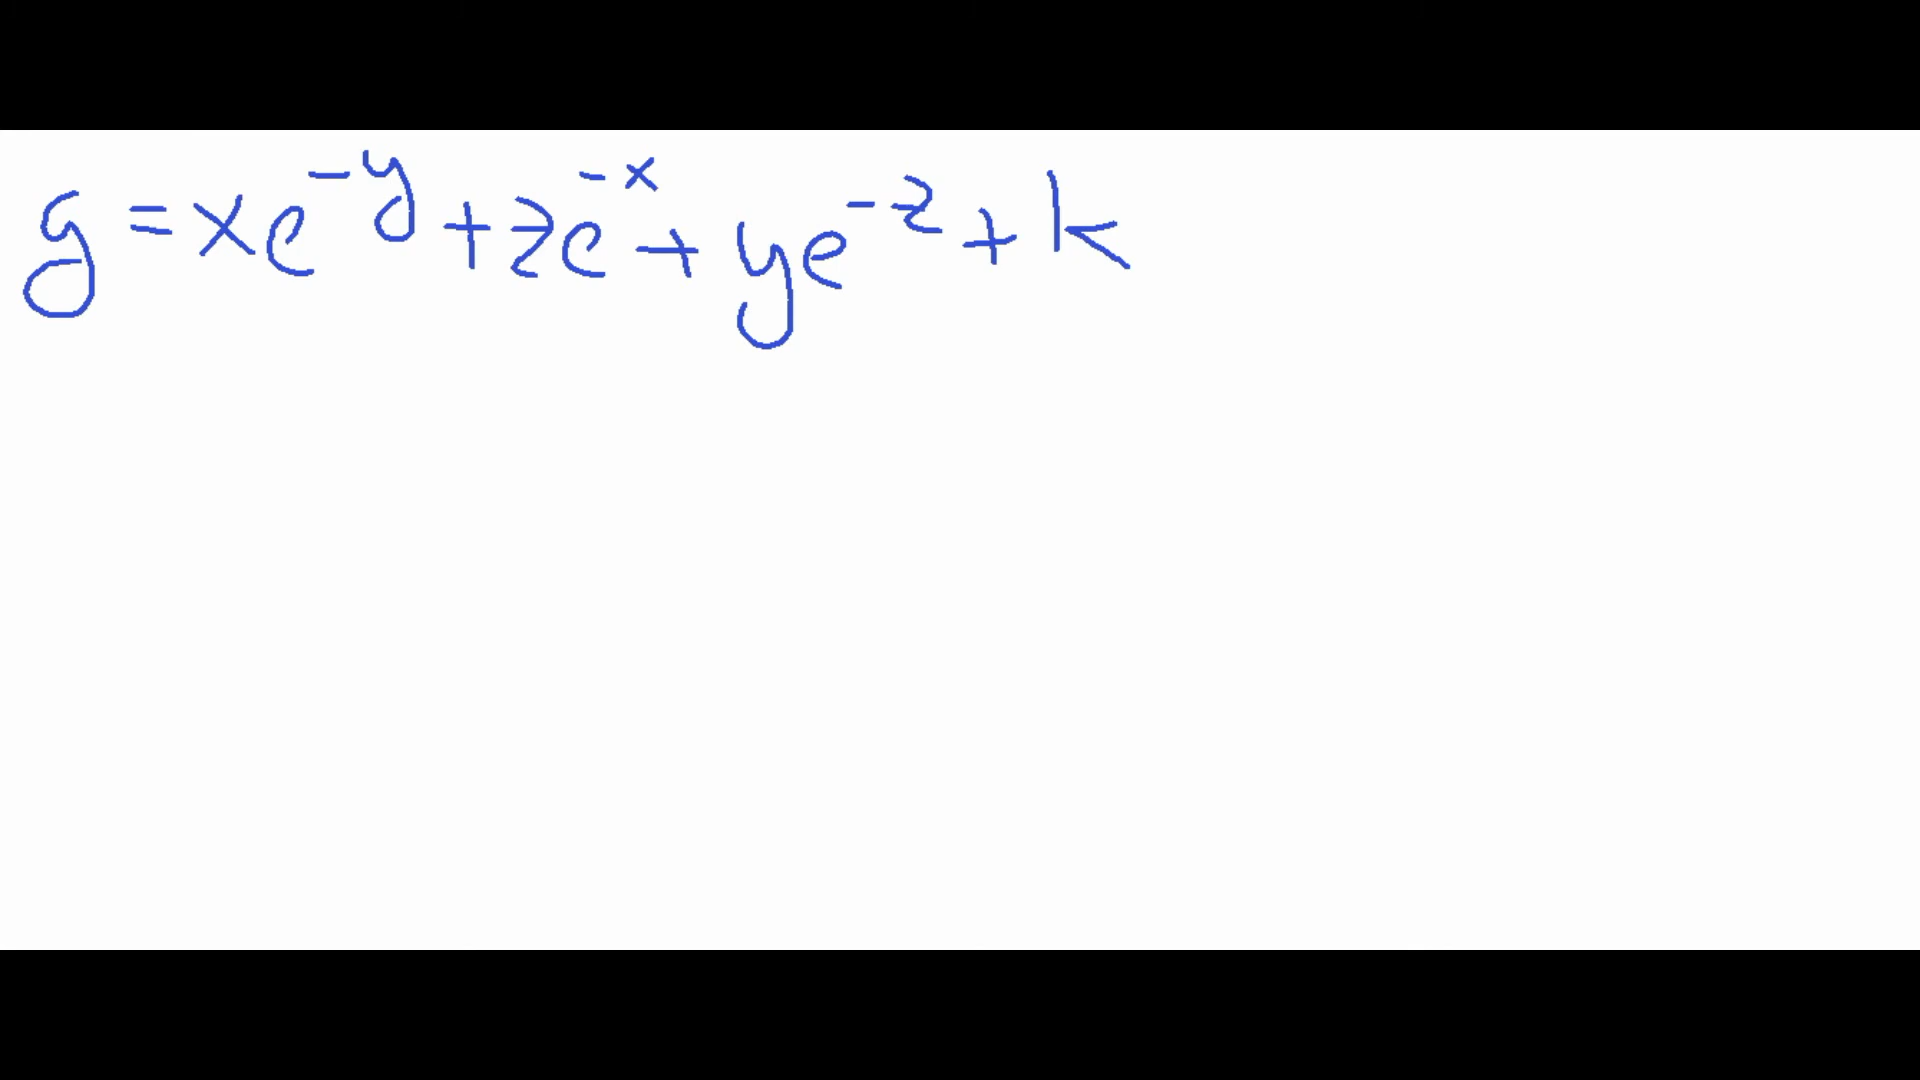 g = xe^{-y} + ze^{-x} + ye^{-z} + k